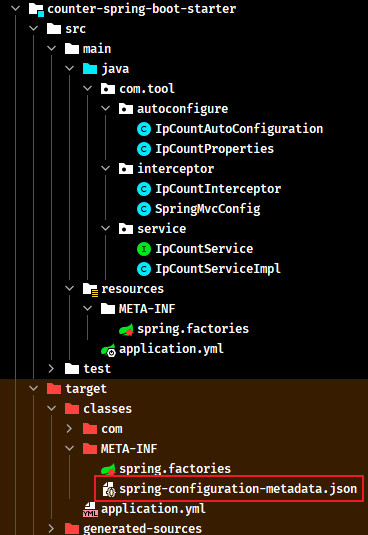 counter-spring-boot-starter
src
main
java
com.tool
autoconfigure
IpCountAutoConfiguration
IpCountProperties
interceptor
IpCountInterceptor
SpringMvcConfig
service
IpCountService
IpCountServiceImpl
resources
META-INF
spring.factories
application.yml
test
target
classes
com
META-INF
spring.factories
spring-configuration-metadata.json
application.yml
generated-sources